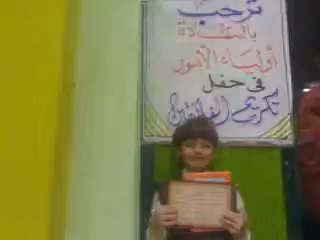 ترحب
بالسادة
أولياء الأمور
في حفل
تكريم الفائقين